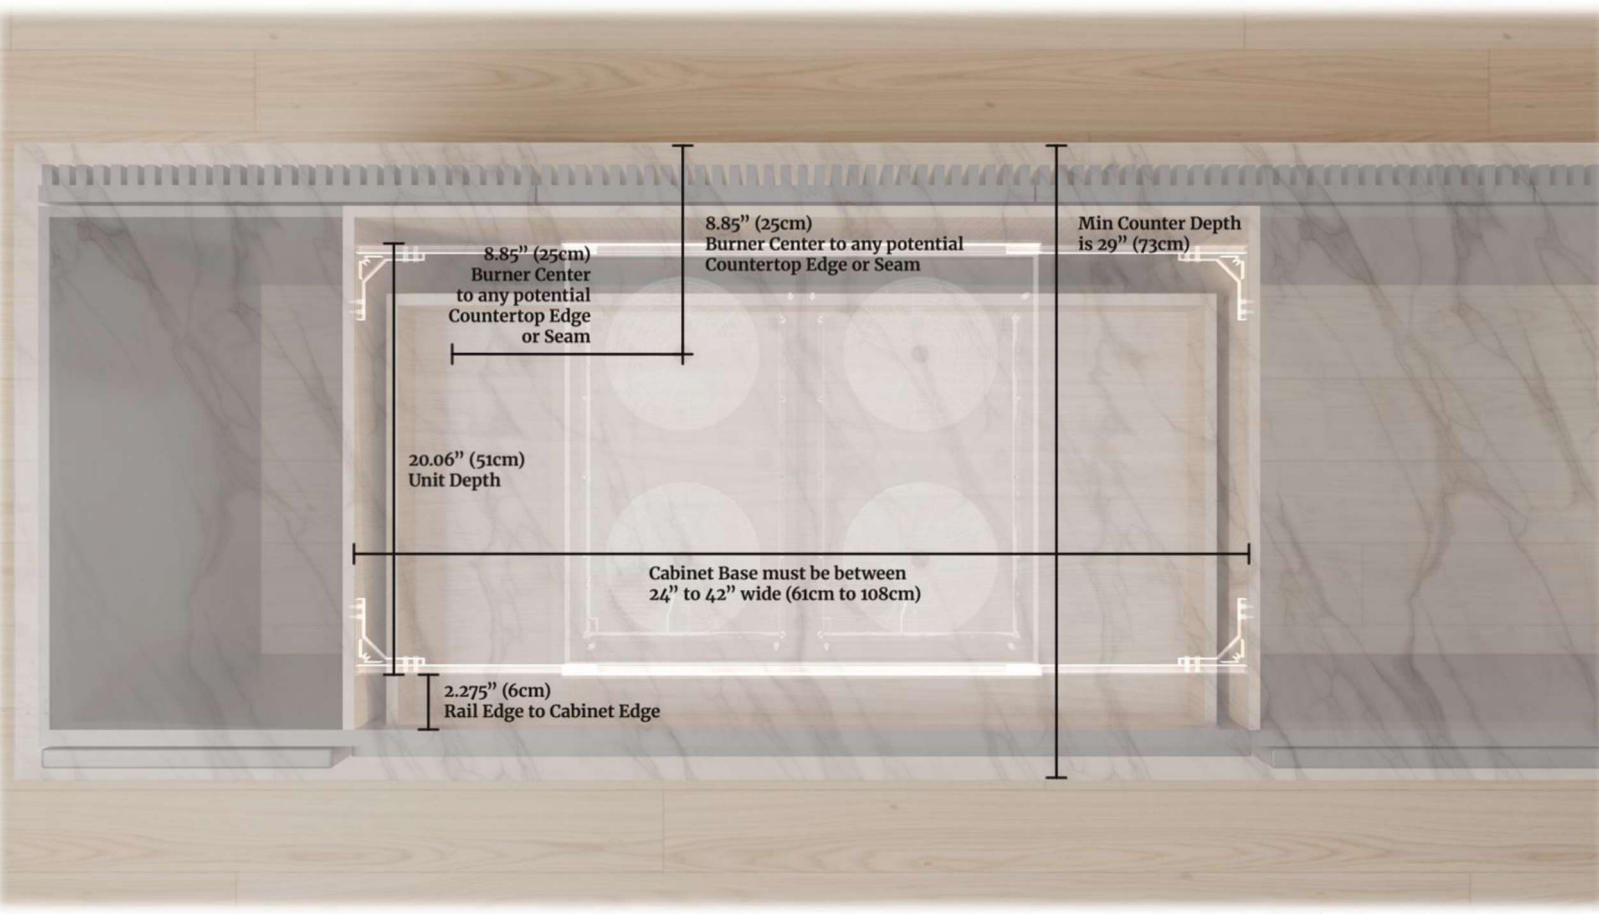 8.85” (25cm)
Burner Center
to any potential
Countertop Edge
or Seam
8.85” (25cm)
Burner Center to any potential
Countertop Edge or Seam
Min Counter Depth
is 29” (73cm)
20.06” (51cm)
Unit Depth
Cabinet Base must be between
24” to 42” wide (61cm to 108cm)
2.275” (6cm)
Rail Edge to Cabinet Edge